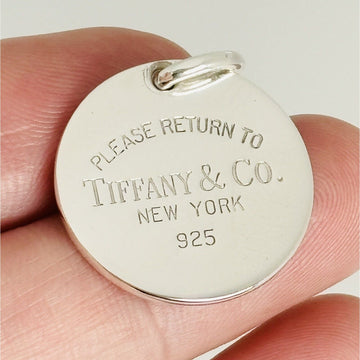 PLEASE RETURN TO
TIFFANY & CO.
NEW YORK
925